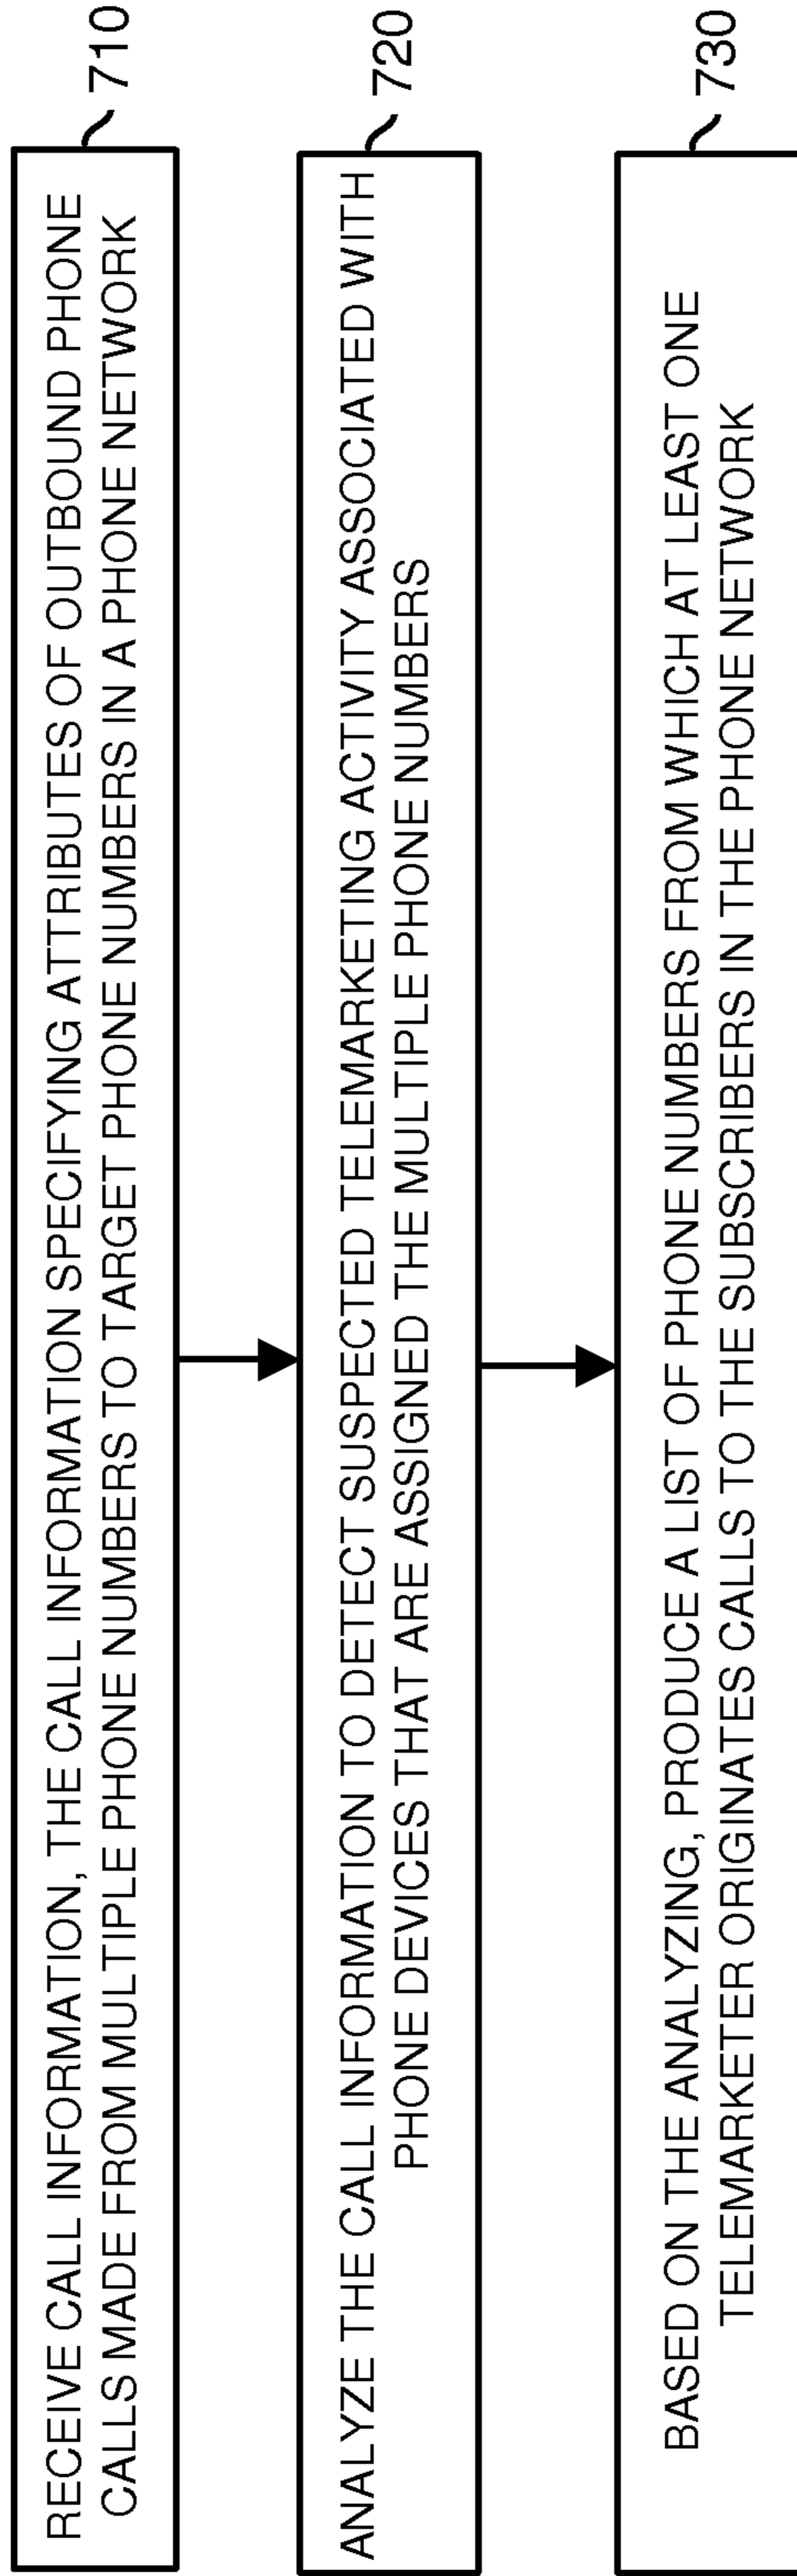 RECEIVE CALL INFORMATION, THE CALL INFORMATION SPECIFYING ATTRIBUTES OF OUTBOUND PHONE
CALLS MADE FROM MULTIPLE PHONE NUMBERS TO TARGET PHONE NUMBERS IN A PHONE NETWORK
710
ANALYZE THE CALL INFORMATION TO DETECT SUSPECTED TELEMARKETING ACTIVITY ASSOCIATED WITH
PHONE DEVICES THAT ARE ASSIGNED THE MULTIPLE PHONE NUMBERS
720
BASED ON THE ANALYZING, PRODUCE A LIST OF PHONE NUMBERS FROM WHICH AT LEAST ONE
TELEMARKETER ORIGINATES CALLS TO THE SUBSCRIBERS IN THE PHONE NETWORK
730